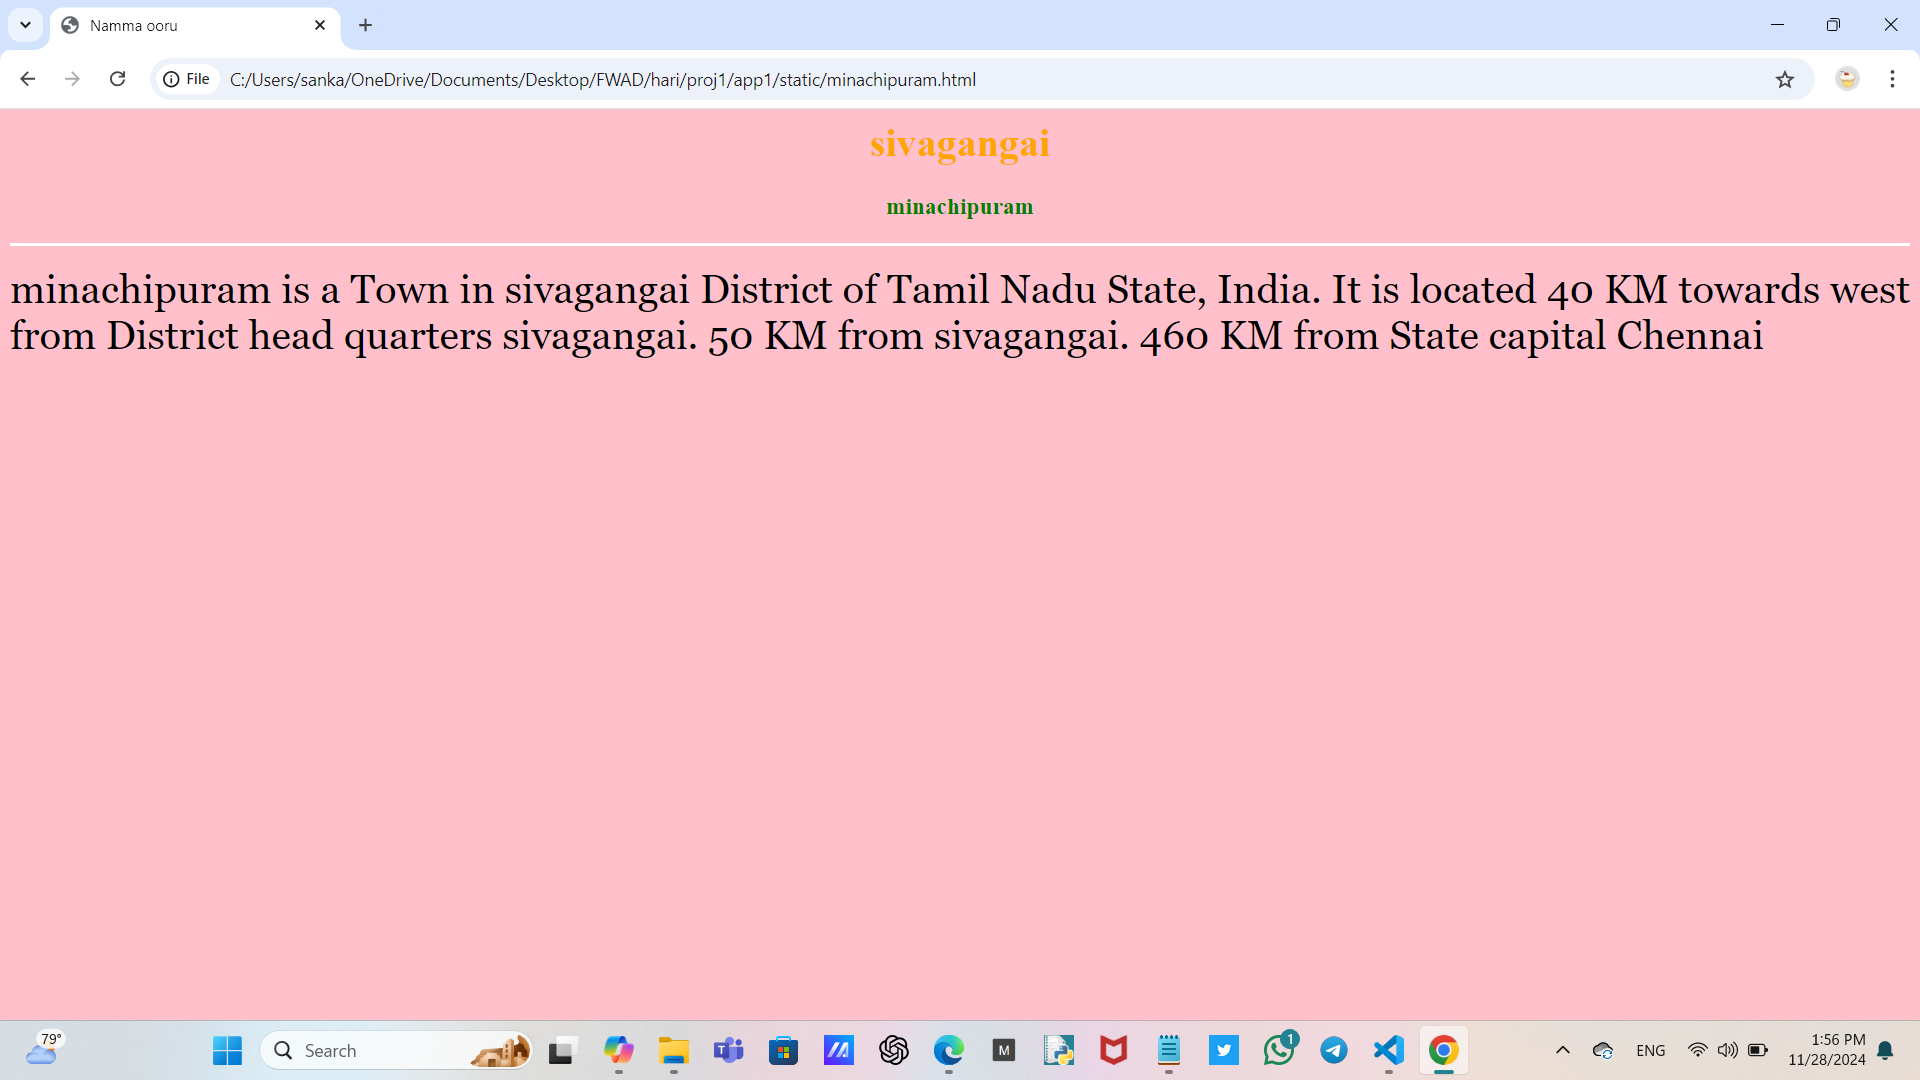 Namma ooru
File
C:/Users/sanka/OneDrive/Documents/Desktop/FWAD/hari/proj1/app1/static/minachipuram.html
sivagangai
minachipuram
minachipuram is a Town in sivagangai District of Tamil Nadu State, India. It is located 40 KM towards west
from District head quarters sivagangai. 50 KM from sivagangai. 460 KM from State capital Chennai
79°
Search
M
1
ENG
1:56 PM
11/28/2024